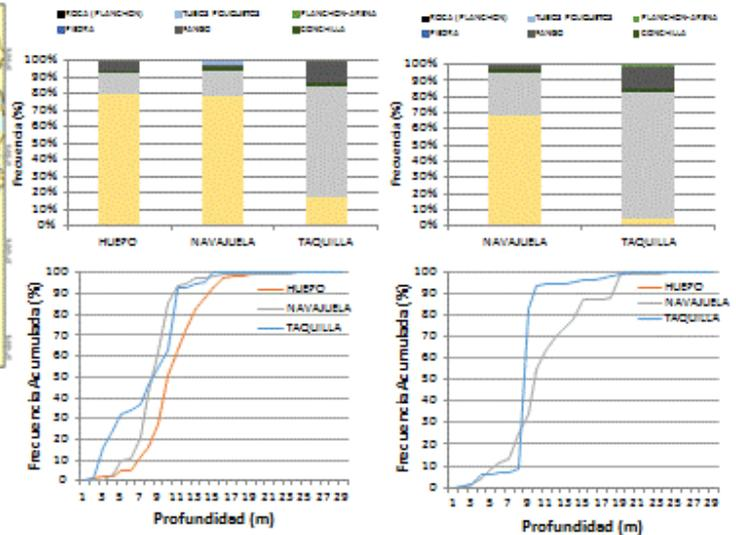 ROCA (PLANCHON) TUBOS POLIQUETOS PLANCHON-ARENA
PIEDRA FANGO CONCHILLA
Frecuencia (%)
100%
90%
80%
70%
60%
50%
40%
30%
20%
10%
0%
HUEPO NAVAJUELA TAQUILLA
ROCA (PLANCHON) TUBOS POLIQUETOS PLANCHON-ARENA
PIEDRA FANGO CONCHILLA
Frecuencia (%)
100%
90%
80%
70%
60%
50%
40%
30%
20%
10%
0%
NAVAJUELA TAQUILLA
Frecuencia Acumulada (%)
100
90
80
70
60
50
40
30
20
10
0
HUEPO
NAVAJUELA
TAQUILLA
1 3 5 7 9 11 13 15 17 19 21 23 25 27 29
Profundidad (m)
Frecuencia Acumulada (%)
100
90
80
70
60
50
40
30
20
10
0
HUEPO
NAVAJUELA
TAQUILLA
1 3 5 7 9 11 13 15 17 19 21 23 25 27 29
Profundidad (m)